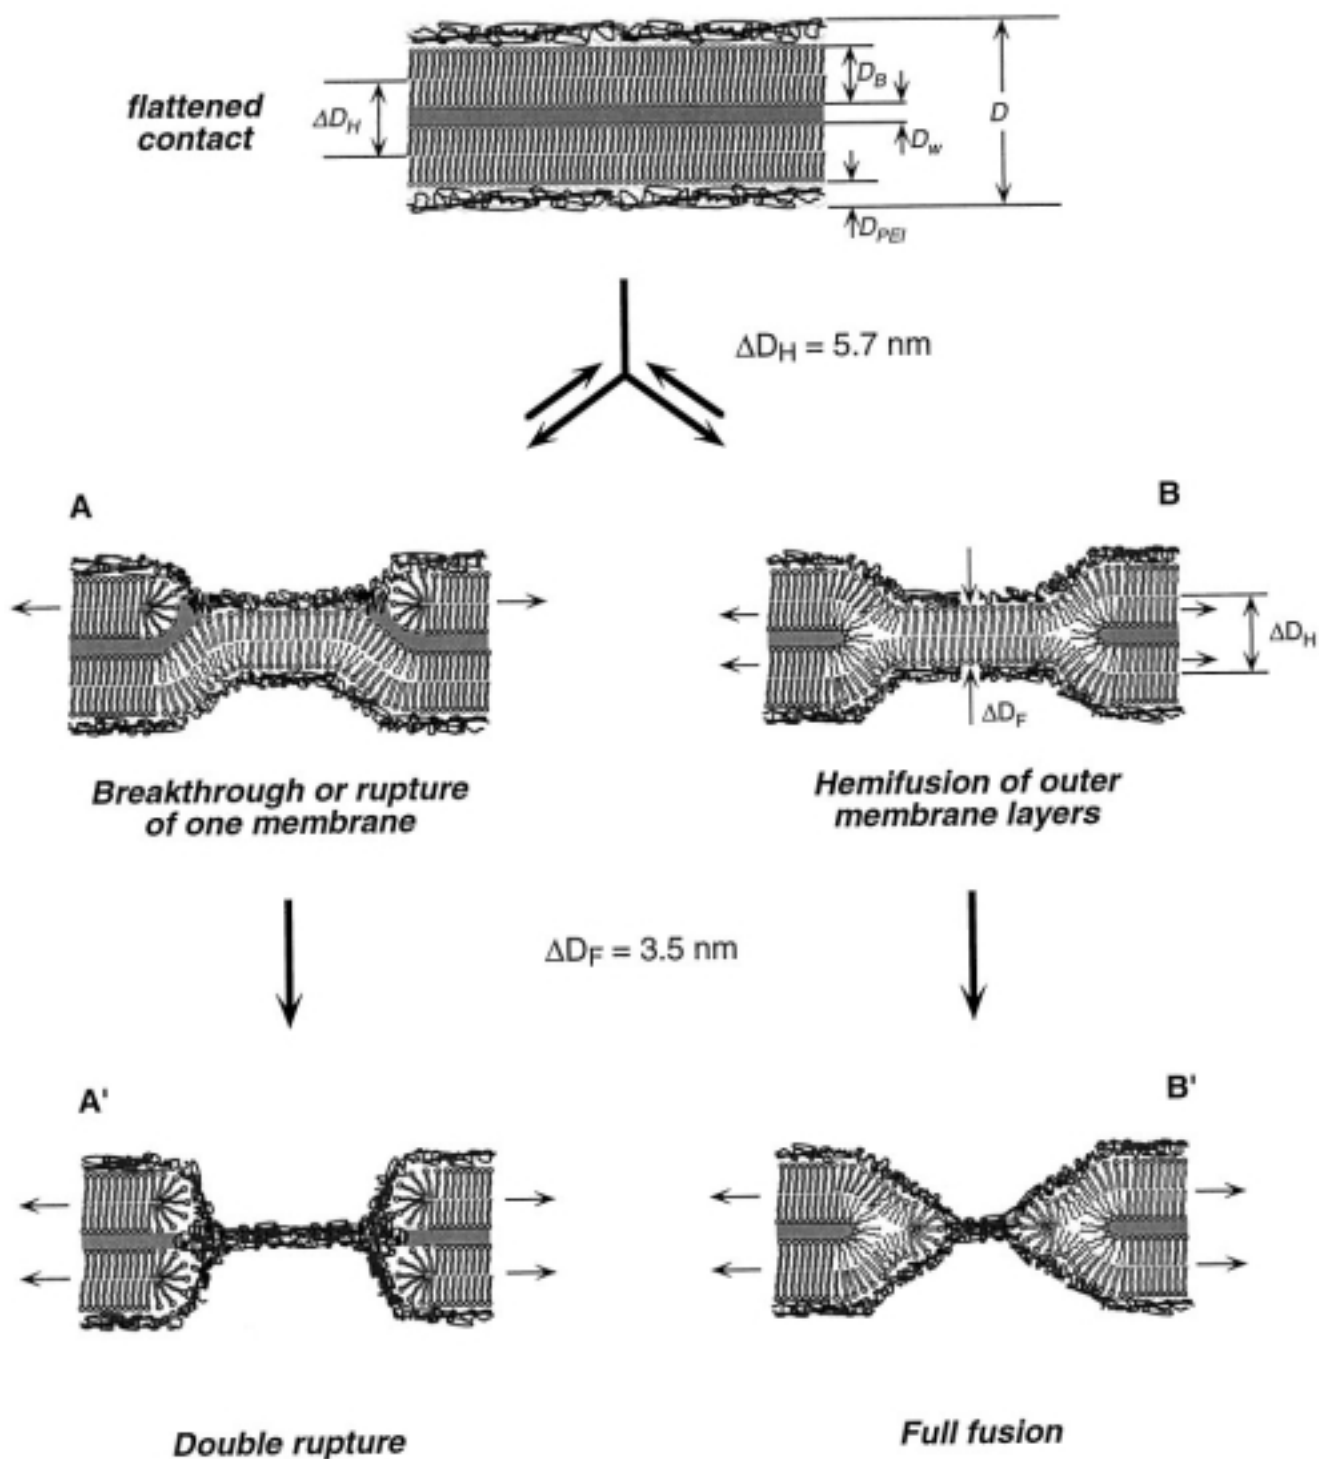 flattened
contact
ΔD_H
D_B
D_w
D
D_PEI
ΔD_H = 5.7 nm
A
B
ΔD_H
ΔD_F
Breakthrough or rupture
of one membrane
Hemifusion of outer
membrane layers
ΔD_F = 3.5 nm
A'
B'
Double rupture
Full fusion